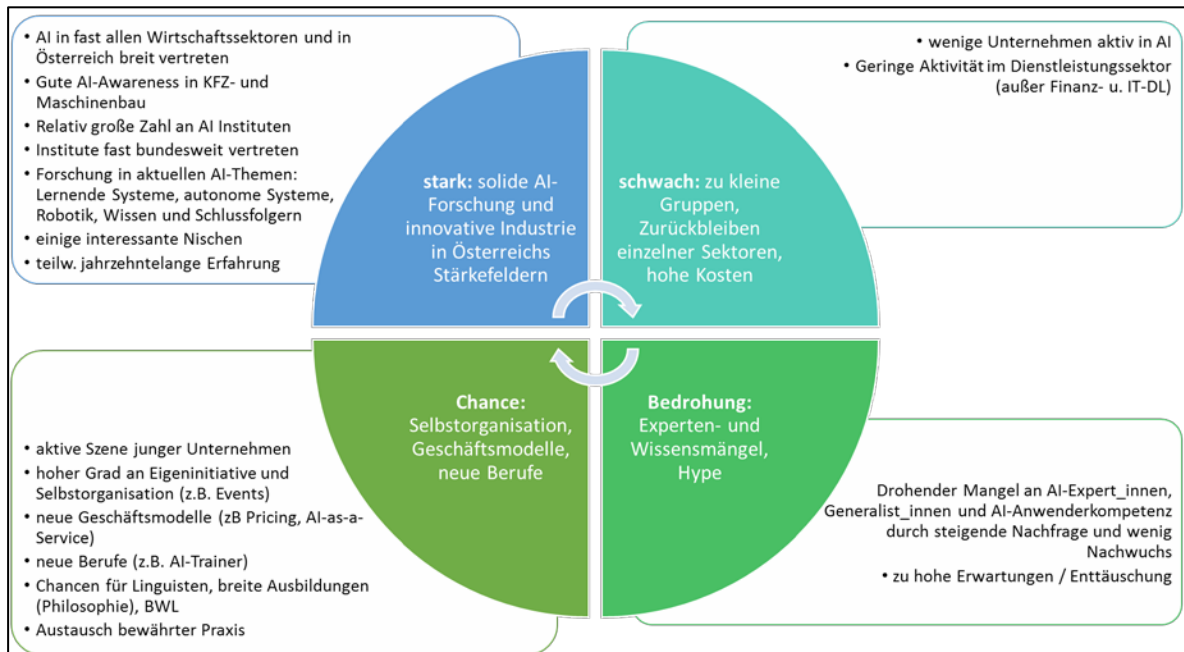 • AI in fast allen Wirtschaftssektoren und in
Österreich breit vertreten
• Gute AI-Awareness in KFZ- und
Maschinenbau
• Relativ große Zahl an AI Instituten
• Institute fast bundesweit vertreten
• Forschung in aktuellen AI-Themen:
Lernende Systeme, autonome Systeme,
Robotik, Wissen und Schlussfolgern
• einige interessante Nischen
• teilw. jahrzehntelange Erfahrung
stark: solide AI-
Forschung und
innovative Industrie
in Österreichs
Stärkefeldern
schwach: zu kleine
Gruppen,
Zurückbleiben
einzelner Sektoren,
hohe Kosten
• wenige Unternehmen aktiv in AI
• Geringe Aktivität im Dienstleistungssektor
(außer Finanz- u. IT-DL)
• aktive Szene junger Unternehmen
• hoher Grad an Eigeninitiative und
Selbstorganisation (z.B. Events)
• neue Geschäftsmodelle (zB Pricing, AI-as-a-
Service)
• neue Berufe (z.B. AI-Trainer)
• Chancen für Linguisten, breite Ausbildungen
(Philosophie), BWL
• Austausch bewährter Praxis
Chance:
Selbstorganisation,
Geschäftsmodelle,
neue Berufe
Bedrohung:
Experten- und
Wissensmängel,
Hype
Drohender Mangel an AI-Expert_innen,
Generalist_innen und AI-Anwenderkompetenz
durch steigende Nachfrage und wenig
Nachwuchs
• zu hohe Erwartungen / Enttäuschung